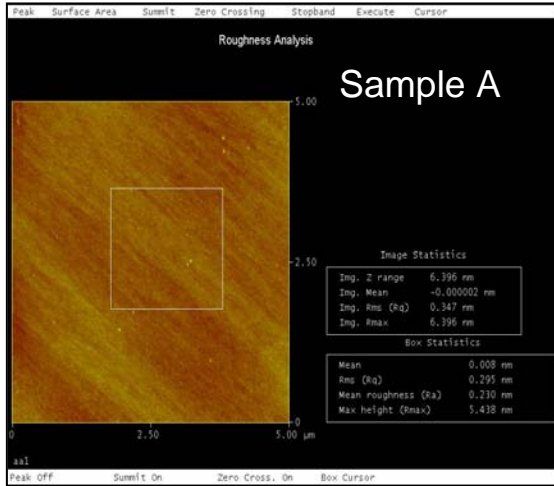 Peak Surface Area Summit Zero Crossing Stopband Execute Cursor
Roughness Analysis
Sample A
5.00
2.50
0
0 2.50 5.00 µm
Image Statistics
Img. Z range 6.396 nm
Img. Mean -0.000002 nm
Img. Rms (Rq) 0.347 nm
Img. Rmax 6.396 nm
Box Statistics
Mean 0.008 nm
Rms (Rq) 0.295 nm
Mean roughness (Ra) 0.230 nm
Max height (Rmax) 5.438 nm
aa1
Peak Off Summit On Zero Cross. On Box Cursor